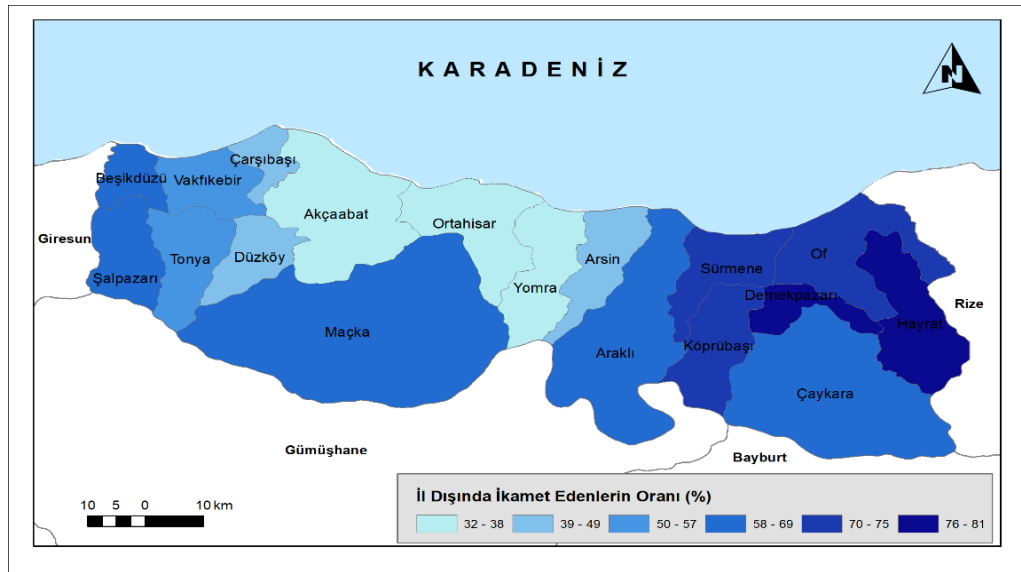 KARADENİZ
N
Çarşıbaşı
Beşikdüzü
Vakfıkebir
Akçaabat
Ortahisar
Giresun
Tonya
Düzköy
Arsin
Of
Sürmene
Şalpazarı
Yomra
Dernekpazarı
Rize
Hayrat
Maçka
Araklı
Köprübaşı
Çaykara
Gümüşhane
Bayburt
İl Dışında İkamet Edenlerin Oranı (%)
10 5 0 10 km
32 - 38 39 - 49 50 - 57 58 - 69 70 - 75 76 - 81